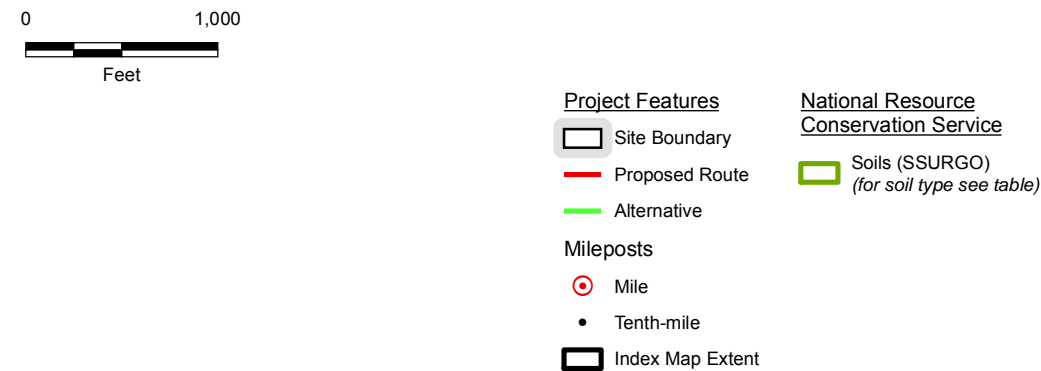 0 1,000
Feet
Project Features
Site Boundary
Proposed Route
Alternative
Mileposts
Mile
Tenth-mile
Index Map Extent
National Resource
Conservation Service
Soils (SSURGO)
(for soil type see table)